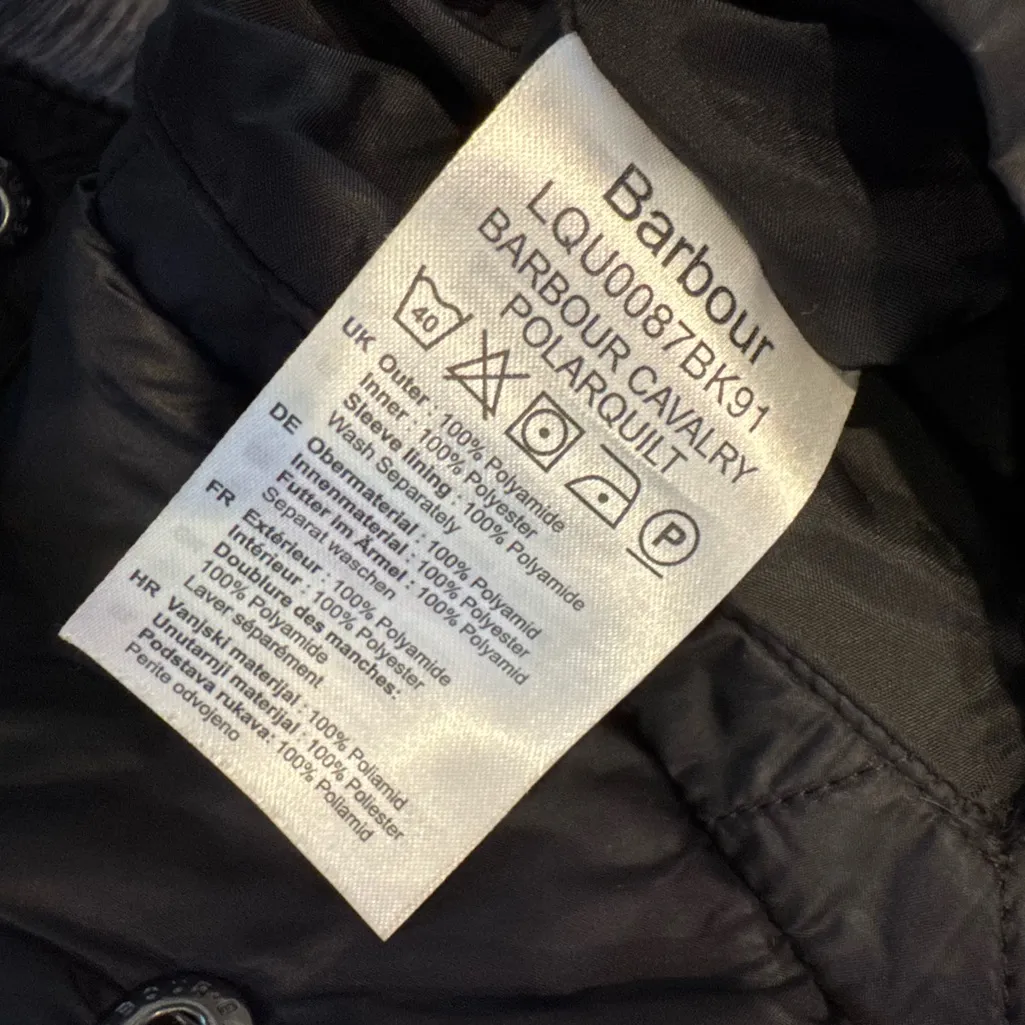 Barbour
LQU0087BK91
BARBOUR CAVALRY
POLARQUILT
40
P
UK Outer : 100% Polyamide
Inner : 100% Polyester
Sleeve lining : 100% Polyamide
Wash Separately
DE Obermaterial : 100% Polyamid
Innenmaterial : 100% Polyester
Futter im Ärmel : 100% Polyamid
Separat waschen
FR Extérieur : 100% Polyamide
Intérieur : 100% Polyester
Doublure des manches:
100% Polyamide
Laver séparément
HR Vanjski materijal : 100% Poliamid
Unutarnji materijal : 100% Poliester
Podstava rukava: 100% Poliamid
Perite odvojeno